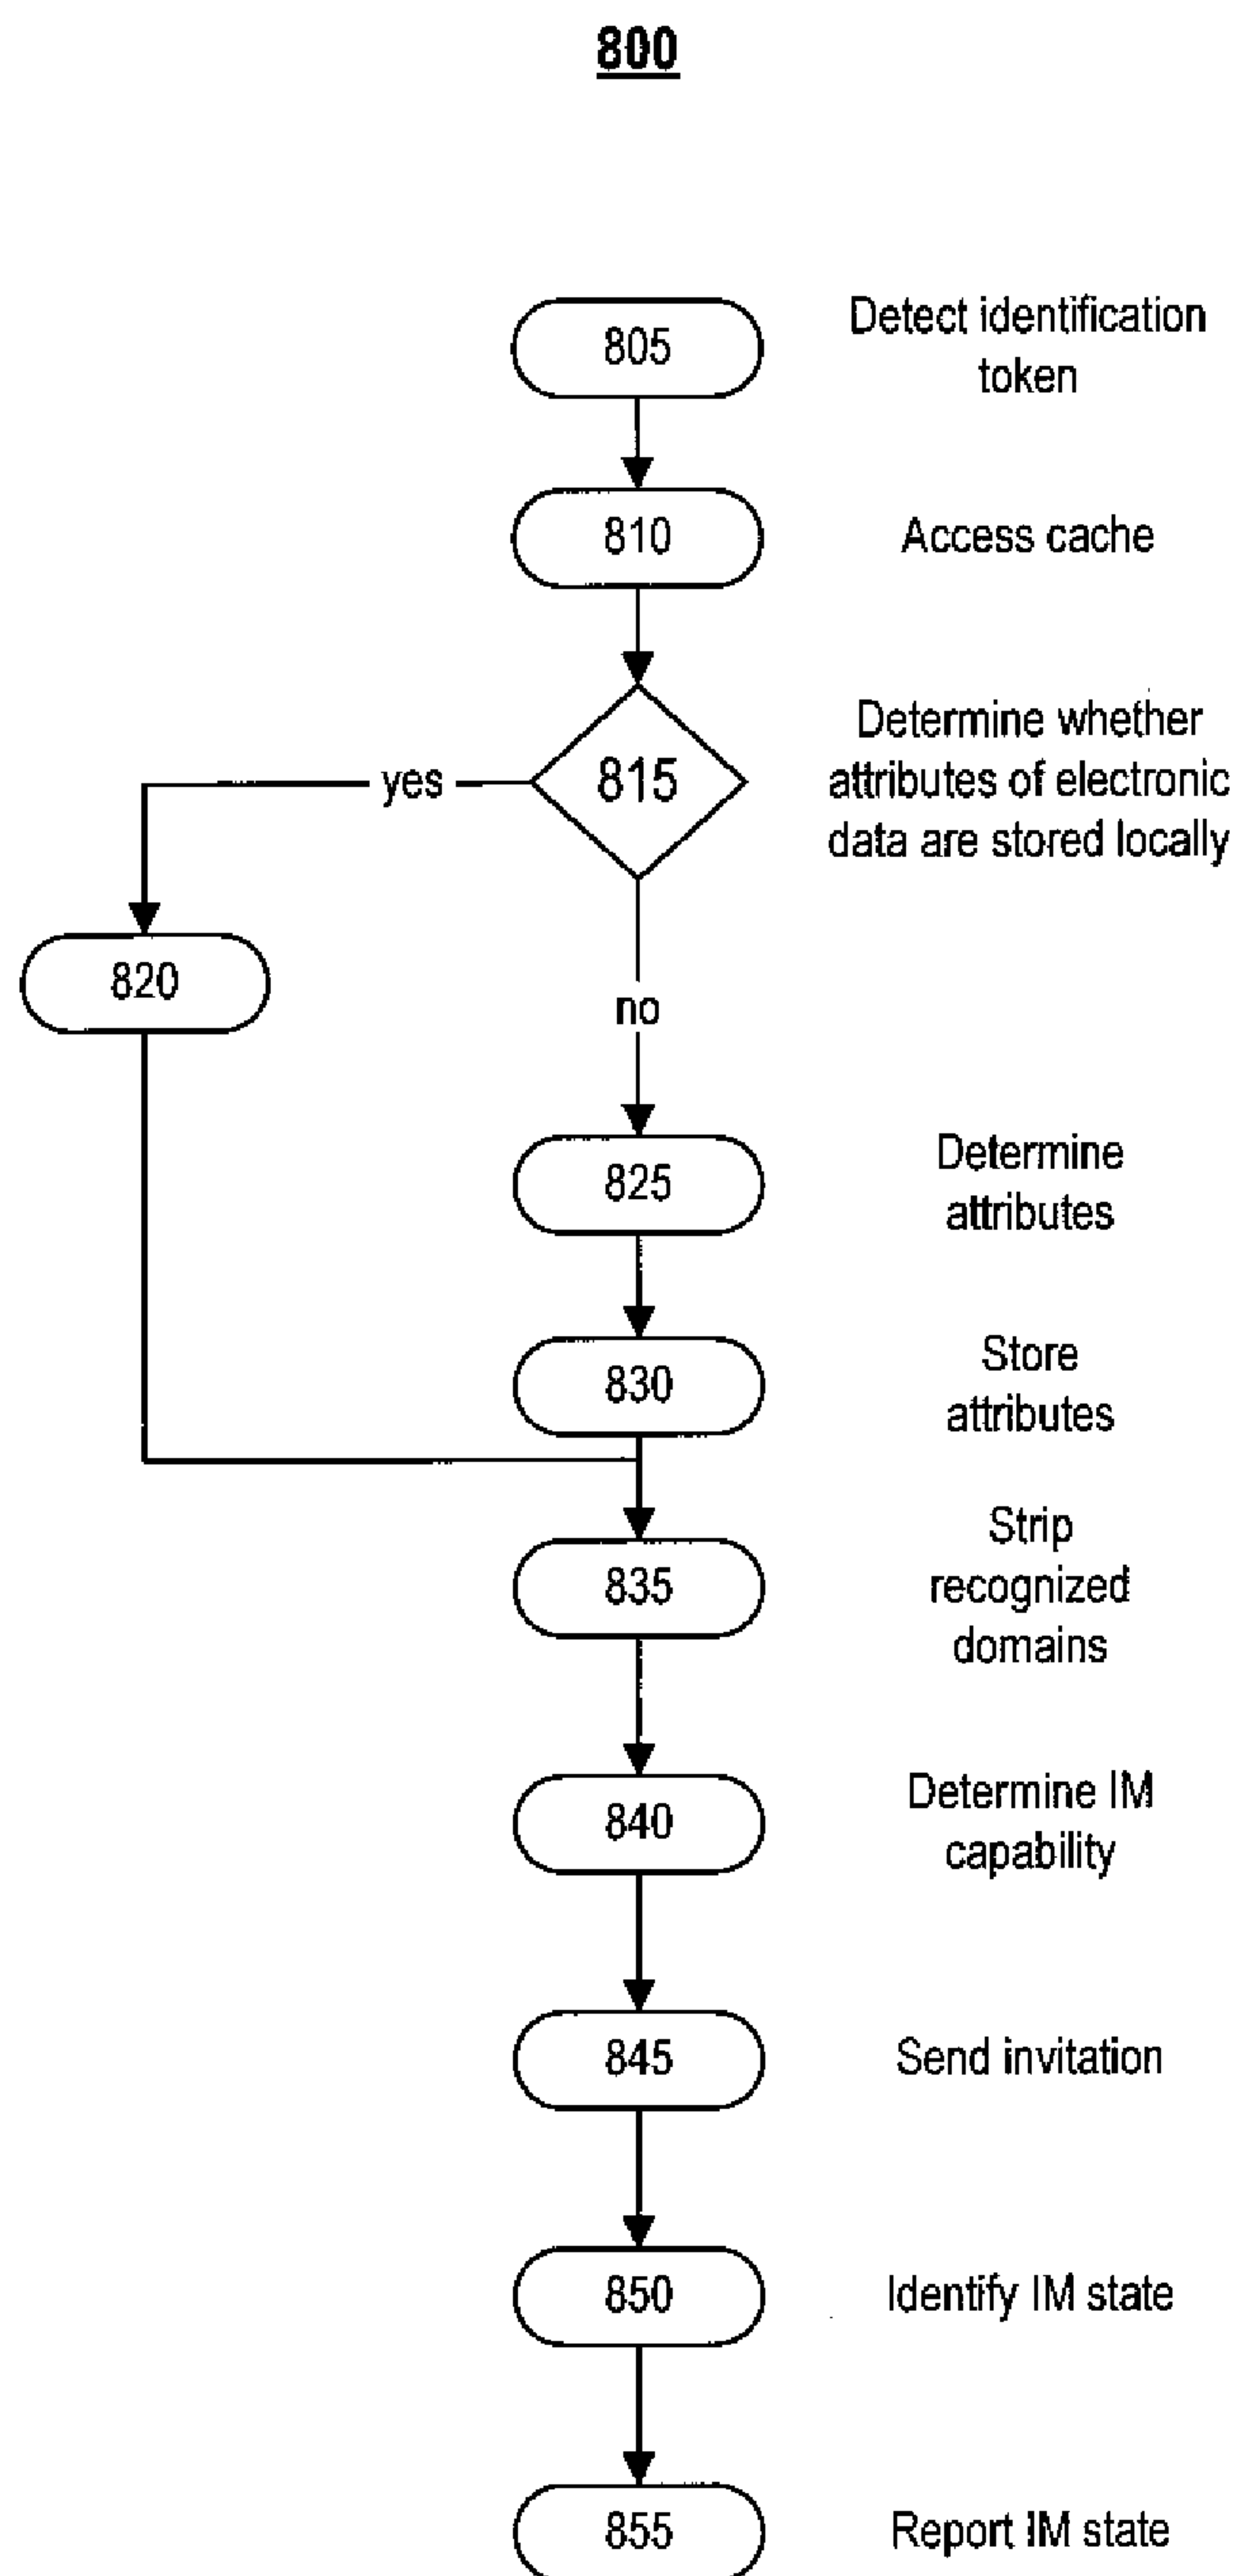 800
805
Detect identification
token
810
Access cache
815
Determine whether
attributes of electronic
data are stored locally
yes
820
no
825
Determine
attributes
830
Store
attributes
835
Strip
recognized
domains
840
Determine IM
capability
845
Send invitation
850
Identify IM state
855
Report IM state